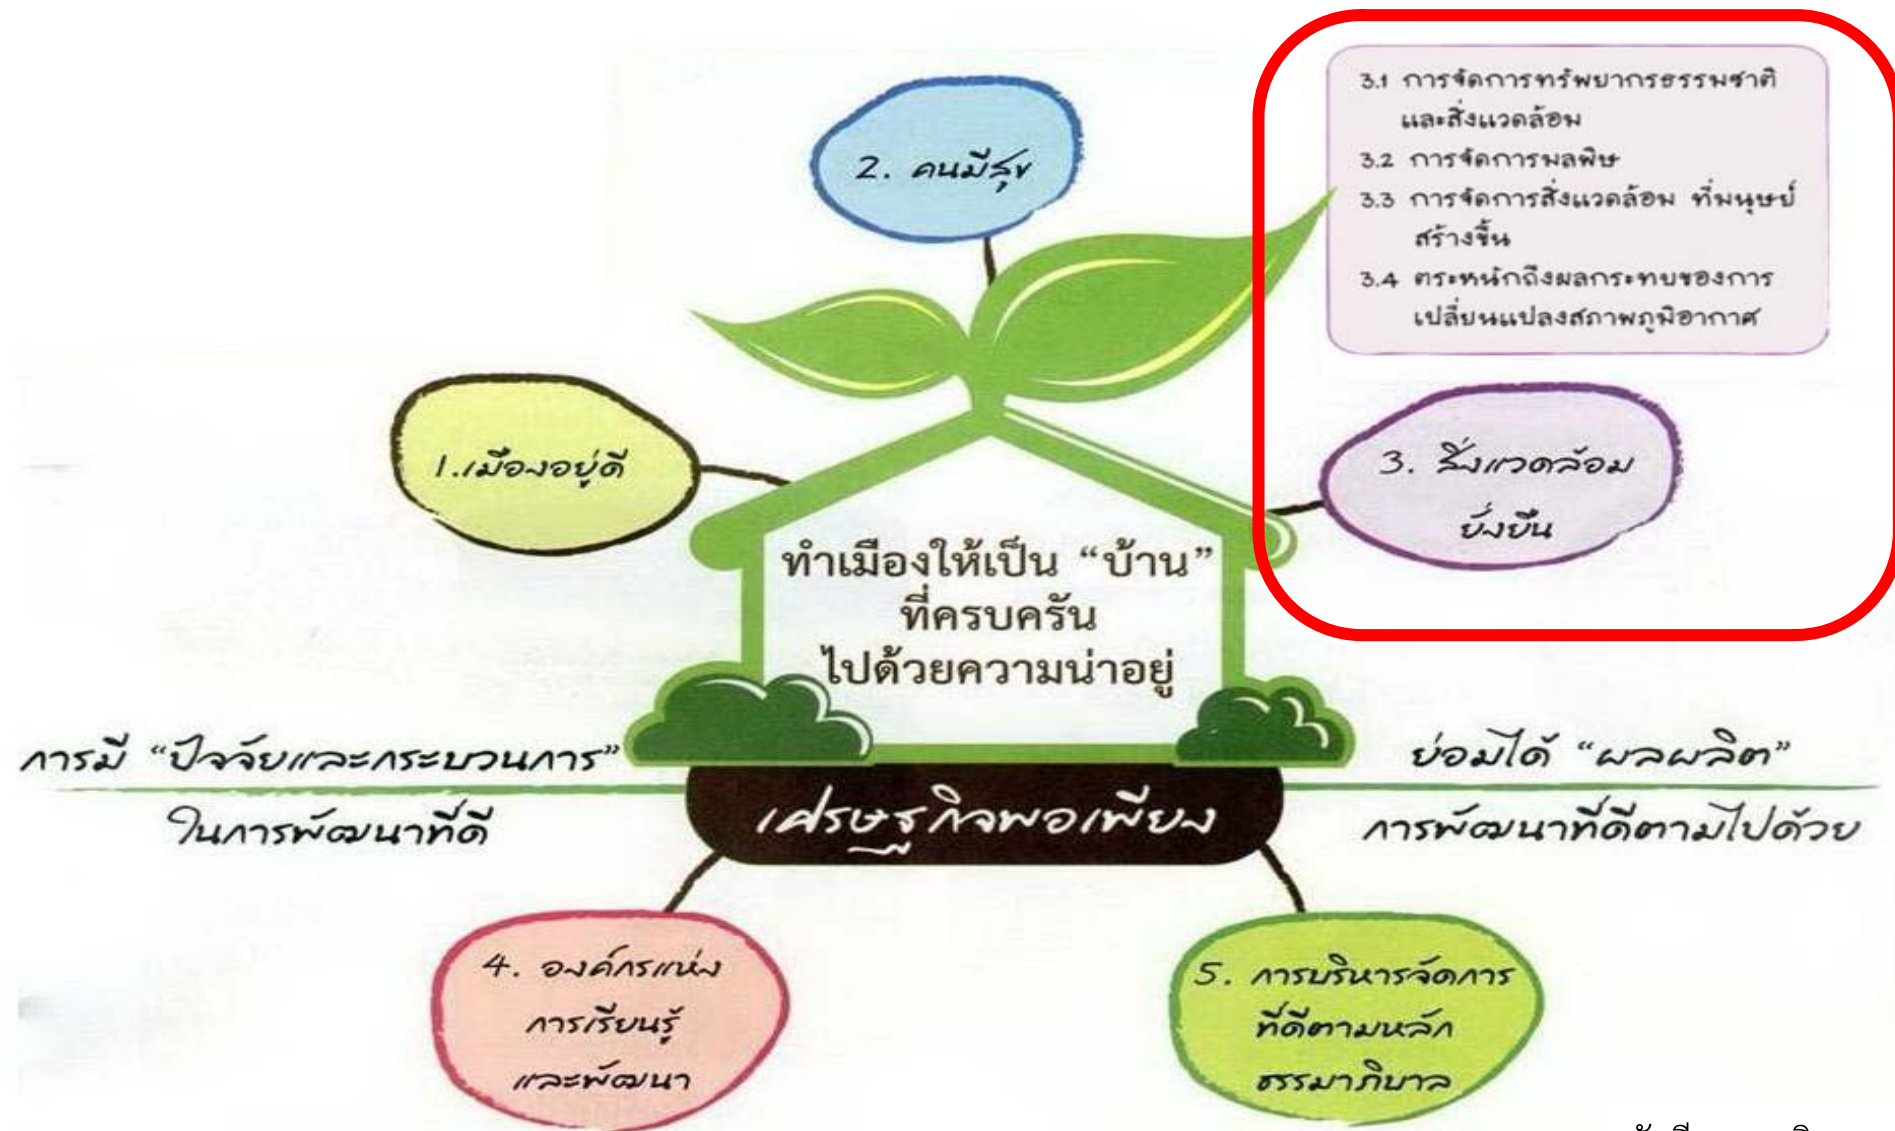 3.1 การจัดการทรัพยากรธรรมชาติ
และสิ่งแวดล้อม
3.2 การจัดการมลพิษ
3.3 การจัดการสิ่งแวดล้อม ที่มนุษย์
สร้างขึ้น
3.4 ตระหนักถึงผลกระทบของการ
เปลี่ยนแปลงสภาพภูมิอากาศ
2. คนมีสุข
1.เมืองอยู่ดี
3. สิ่งแวดล้อม
ยั่งยืน
ทำเมืองให้เป็น “บ้าน”
ที่ครบครัน
ไปด้วยความน่าอยู่
การมี “ปัจจัยและกระบวนการ”
ในการพัฒนาที่ดี
ย่อมได้ “ผลผลิต”
การพัฒนาที่ดีตามไปด้วย
เศรษฐกิจพอเพียง
4. องค์กรแห่ง
การเรียนรู้
และพัฒนา
5. การบริหารจัดการ
ที่ดีตามหลัก
ธรรมาภิบาล